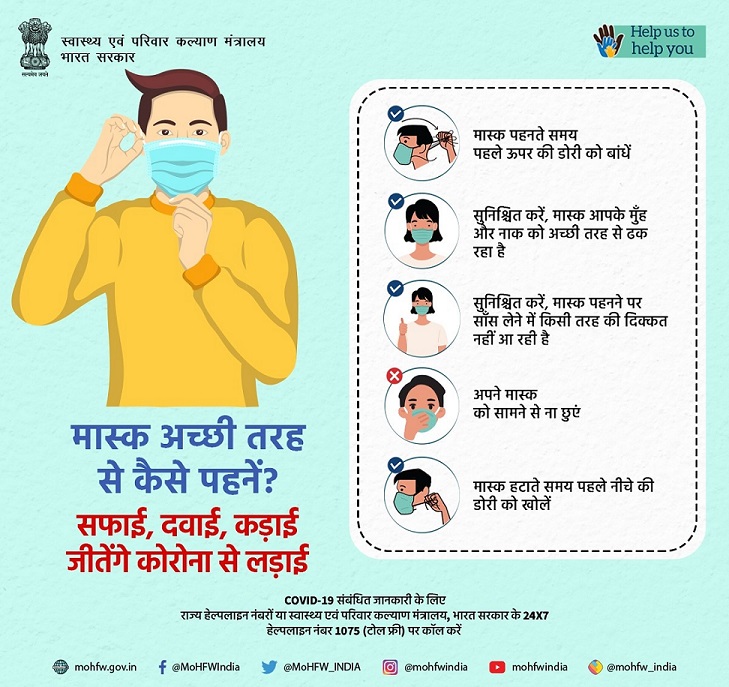 स्वास्थ्य एवं परिवार कल्याण मंत्रालय
भारत सरकार
सत्यमेव जयते
Help us to
help you
मास्क पहनते समय
पहले ऊपर की डोरी को बांधें
सुनिश्चित करें, मास्क आपके मुँह
और नाक को अच्छी तरह से ढक
रहा है
सुनिश्चित करें, मास्क पहनने पर
साँस लेने में किसी तरह की दिक्कत
नहीं आ रही है
अपने मास्क
को सामने से ना छुएं
मास्क हटाते समय पहले नीचे की
डोरी को खोलें
मास्क अच्छी तरह
से कैसे पहनें?
सफाई, दवाई, कड़ाई
जीतेंगे कोरोना से लड़ाई
COVID-19 संबंधित जानकारी के लिए
राज्य हेल्पलाइन नंबरों या स्वास्थ्य एवं परिवार कल्याण मंत्रालय, भारत सरकार के 24X7
हेल्पलाइन नंबर 1075 (टोल फ्री) पर कॉल करें
mohfw.gov.in @MoHFWIndia @MoHFW_INDIA @mohfwindia mohfwindia @mohfw_india